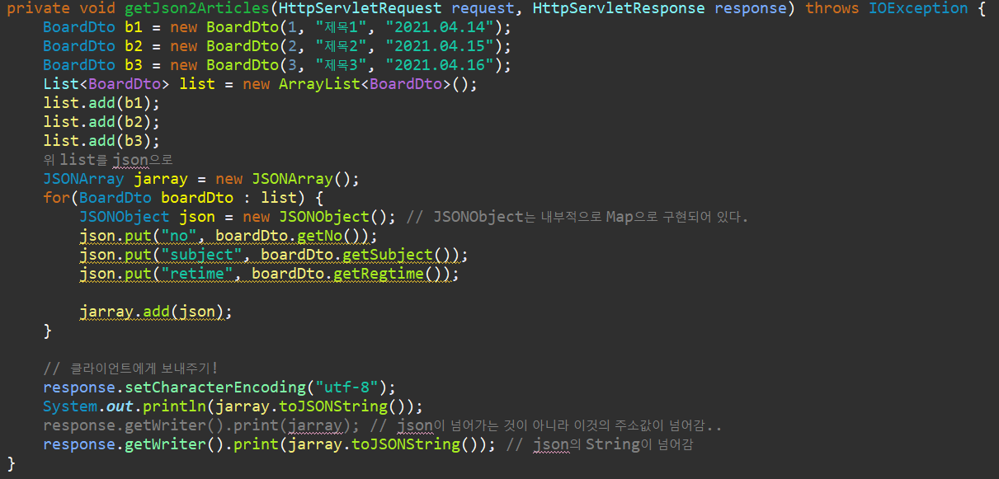 private void getJson2Articles(HttpServletRequest request, HttpServletResponse response) throws IOException {
BoardDto b1 = new BoardDto(1, "제목1", "2021.04.14");
BoardDto b2 = new BoardDto(2, "제목2", "2021.04.15");
BoardDto b3 = new BoardDto(3, "제목3", "2021.04.16");
List<BoardDto> list = new ArrayList<BoardDto>();
list.add(b1);
list.add(b2);
list.add(b3);
위 list를 json으로
JSONArray jarray = new JSONArray();
for(BoardDto boardDto : list) {
JSONObject json = new JSONObject(); // JSONObject는 내부적으로 Map으로 구현되어 있다.
json.put("no", boardDto.getNo());
json.put("subject", boardDto.getSubject());
json.put("retime", boardDto.getRegtime());
jarray.add(json);
}
// 클라이언트에게 보내주기!
response.setCharacterEncoding("utf-8");
System.out.println(jarray.toJSONString());
response.getWriter().print(jarray); // json이 넘어가는 것이 아니라 이것의 주소값이 넘어감..
response.getWriter().print(jarray.toJSONString()); // json의 String이 넘어감
}